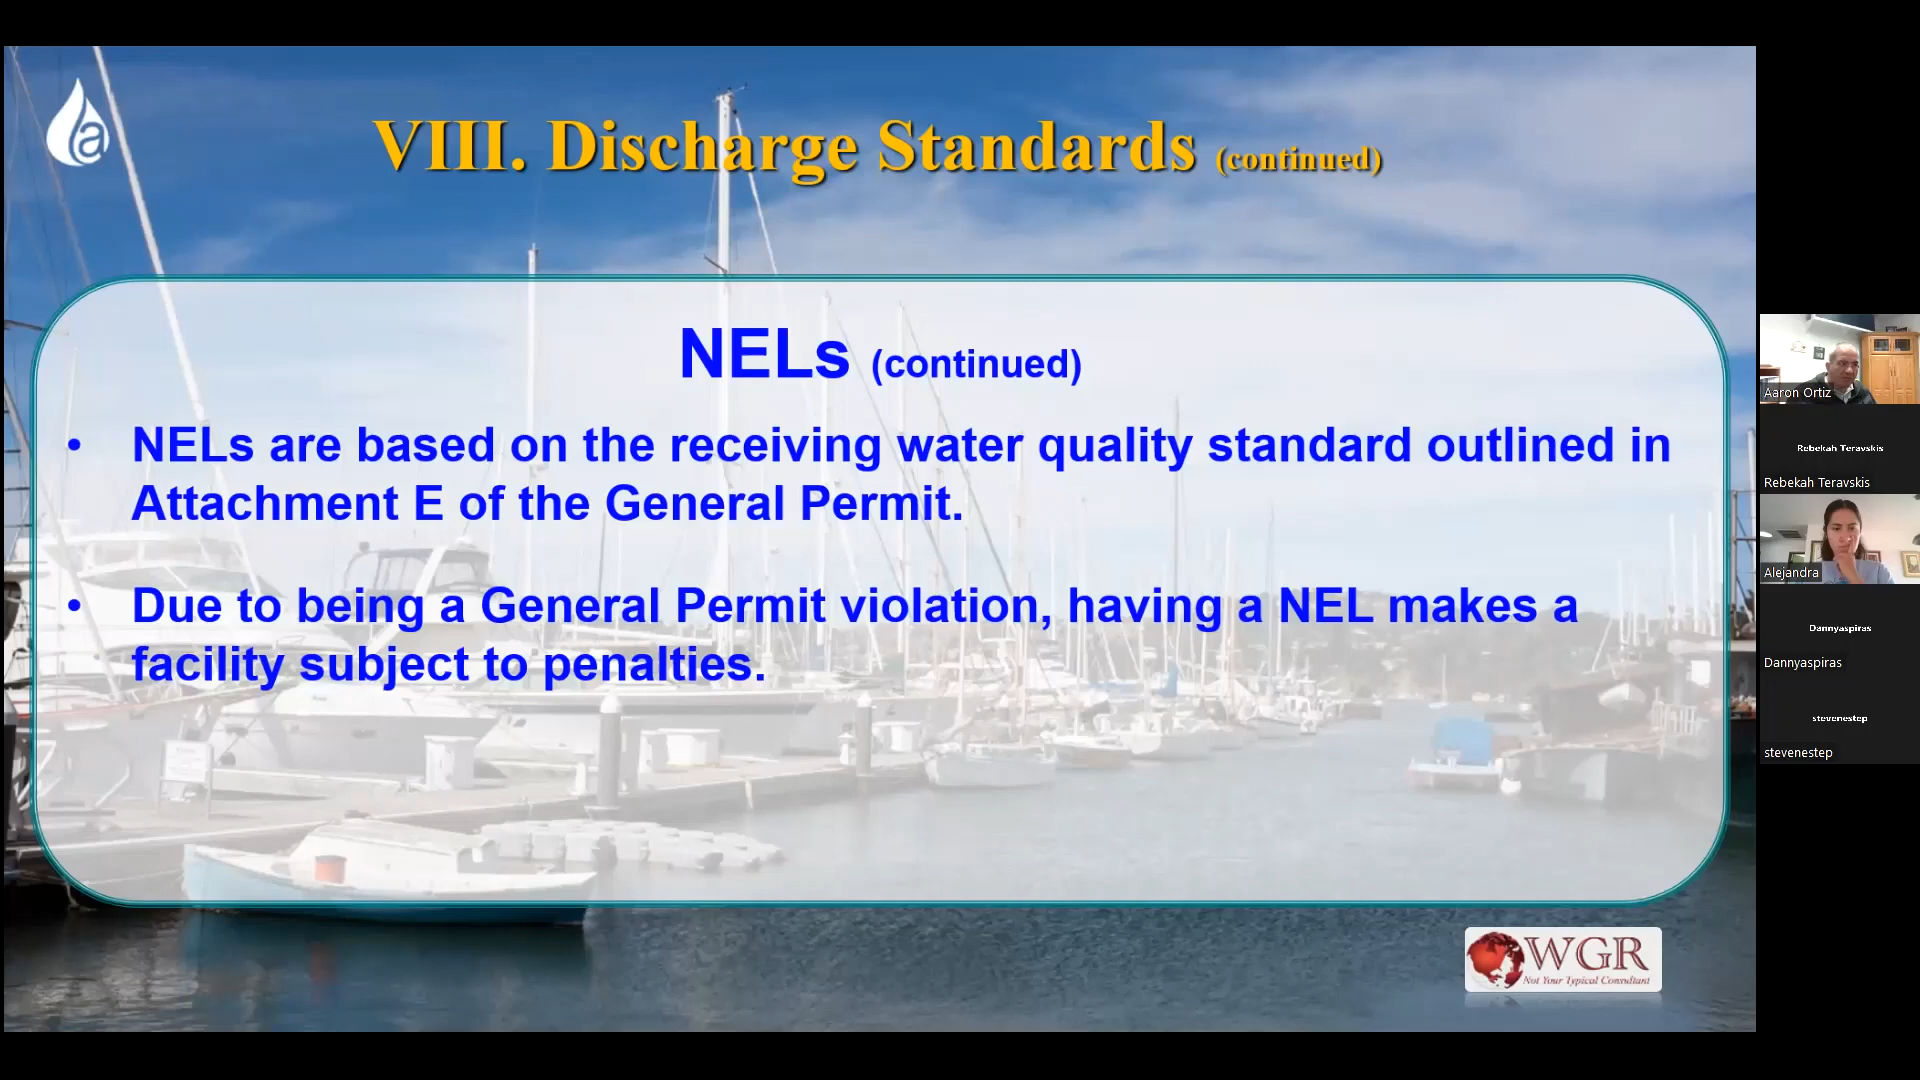 VIII. Discharge Standards (continued)
NELs (continued)
• NELs are based on the receiving water quality standard outlined in
Attachment E of the General Permit.
• Due to being a General Permit violation, having a NEL makes a
facility subject to penalties.
a
WGR
Not Your Typical Consultant
Aaron Ortiz
Rebekah Teravskis
Rebekah Teravskis
Alejandra
Dannyaspiras
Dannyaspiras
stevenestep
stevenestep